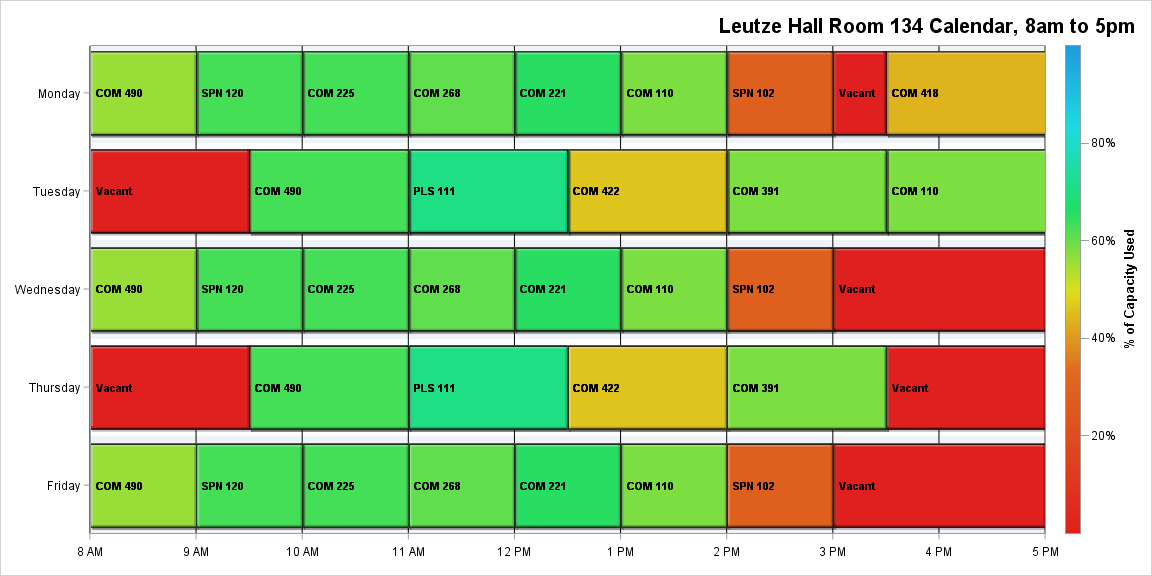 Leutze Hall Room 134 Calendar, 8am to 5pm
Monday COM 490 SPN 120 COM 225 COM 268 COM 221 COM 110 SPN 102 Vacant COM 418
Tuesday Vacant COM 490 PLS 111 COM 422 COM 391 COM 110
Wednesday COM 490 SPN 120 COM 225 COM 268 COM 221 COM 110 SPN 102 Vacant
Thursday Vacant COM 490 PLS 111 COM 422 COM 391 Vacant
Friday COM 490 SPN 120 COM 225 COM 268 COM 221 COM 110 SPN 102 Vacant
8 AM 9 AM 10 AM 11 AM 12 PM 1 PM 2 PM 3 PM 4 PM 5 PM
80%
60%
40%
20%
% of Capacity Used